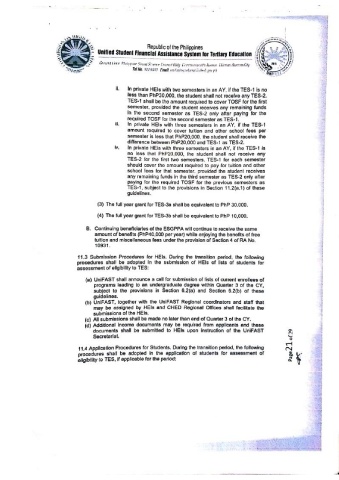 Republic of the Philippines
Unified Student Financial Assistance System for Tertiary Education
ii. In private HEIs with two semesters in an AY, if the TES-1 is no
less than PhP20,000, the student shall not receive any TES-2.
TES-1 shall be the amount required to cover TOSF for the first
semester, provided the student receives any remaining funds
in the second semester as TES-2 only after paying for the
required TOSF for the second semester as TES-1.
iii. In private HEIs with three semesters in an AY, if the TES-1
amount required to cover tuition and other school fees per
semester is less than PhP20,000, the student shall receive the
difference between PhP20,000 and TES-1 as TES-2.
iv. In private HEIs with three semesters in an AY, if the TES-1 is
no less that PhP20,000, the student shall not receive any
TES-2 for the first two semesters. TES-1 for each semester
should cover the amount required to pay for tuition and other
school fees for that semester, provided the student receives
any remaining funds in the third semester as TES-2 only after
paying for the required TOSF for the previous semesters as
TES-1, subject to the provisions in Section 11.2(a.1) of these
guidelines.
(3) The full year grant for TES-3a shall be equivalent to PhP 30,000.
(4) The full year grant for TES-3b shall be equivalent to PhP 10,000.
B. Continuing beneficiaries of the ESGPPA will continue to receive the same
amount of benefits (PhP40,000 per year) while enjoying the benefits of free
tuition and miscellaneous fees under the provision of Section 4 of RA No.
10931.
11.3 Submission Procedures for HEIs. During the transition period, the following
procedures shall be adopted in the submission of HEIs of lists of students for
assessment of eligibility to TES:
(a) UniFAST shall announce a call for submission of lists of current enrollees of
programs leading to an undergraduate degree within Quarter 3 of the CY,
subject to the provisions in Section 6.2(a) and Section 6.2(b) of these
guidelines.
(b) UniFAST, together with the UniFAST Regional coordinators and staff that
may be assigned by HEIs and CHED Regional Offices shall facilitate the
submissions of the HEIs.
(c) All submissions shall be made no later than end of Quarter 3 of the CY.
(d) Additional income documents may be required from applicants and these
documents shall be submitted to HEIs upon instruction of the UniFAST
Secretariat.
11.4 Application Procedures for Students. During the transition period, the following
procedures shall be adopted in the application of students for assessment of
eligibility to TES, if applicable for the period:
Page 21 of 29